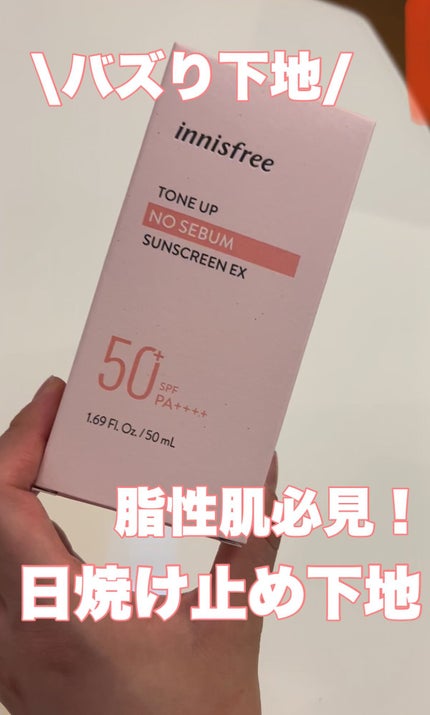 \バズり下地/
innisfree
TONE UP
NO SEBUM
SUNSCREEN EX
50+
SPF
PA++++
1.69 Fl. Oz. / 50 mL
脂性肌必見！
日焼け止め下地